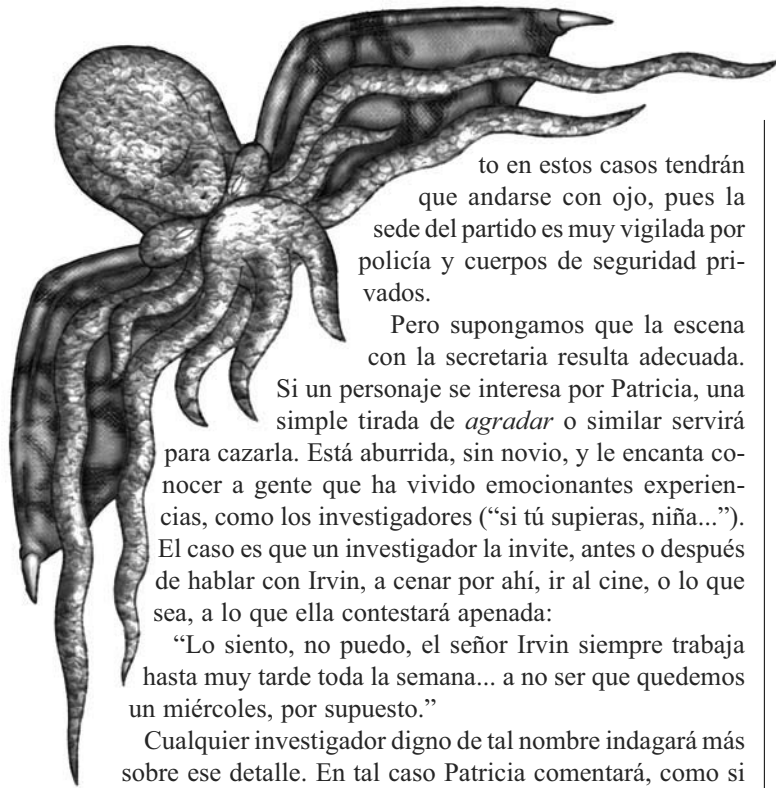 to en estos casos tendrán
que andarse con ojo, pues la
sede del partido es muy vigilada por
policía y cuerpos de seguridad pri-
vados.
Pero supongamos que la escena
con la secretaria resulta adecuada.
Si un personaje se interesa por Patricia, una
simple tirada de agradar o similar servirá
para cazarla. Está aburrida, sin novio, y le encanta co-
nocer a gente que ha vivido emocionantes experien-
cias, como los investigadores (“si tú supieras, niña...”).
El caso es que un investigador la invite, antes o después
de hablar con Irvin, a cenar por ahí, ir al cine, o lo que
sea, a lo que ella contestará apenada:
“Lo siento, no puedo, el señor Irvin siempre trabaja
hasta muy tarde toda la semana... a no ser que quedemos
un miércoles, por supuesto.”
Cualquier investigador digno de tal nombre indagará más
sobre ese detalle. En tal caso Patricia comentará, como si